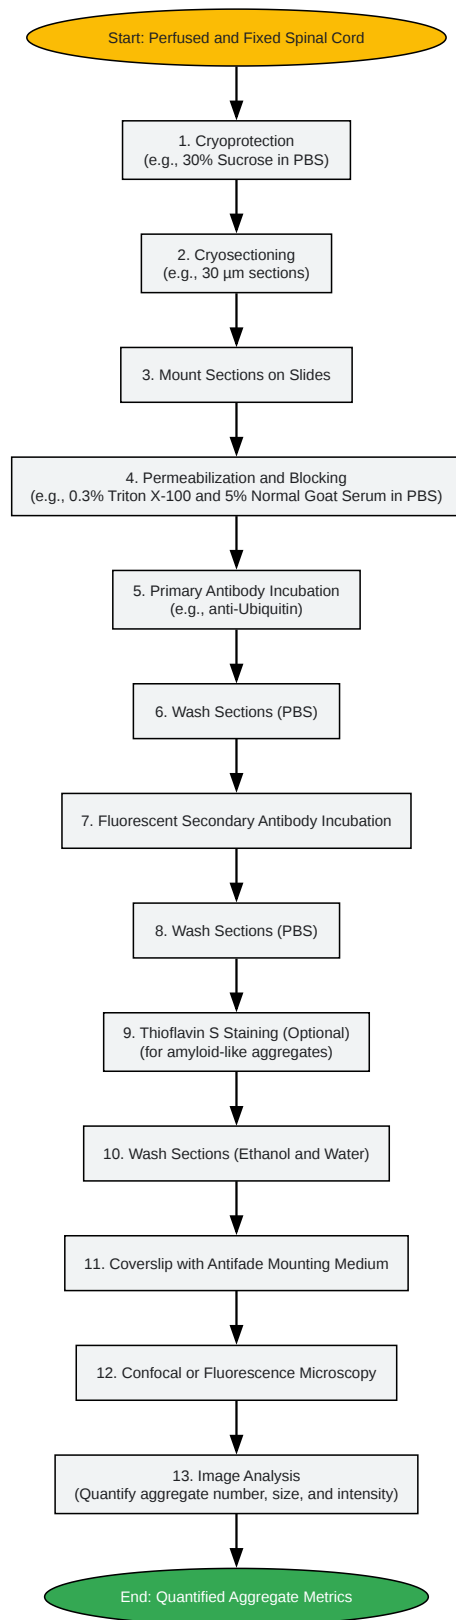 Start: Perfused and Fixed Spinal Cord
1. Cryoprotection
(e.g., 30% Sucrose in PBS)
2. Cryosectioning
(e.g., 30 µm sections)
3. Mount Sections on Slides
4. Permeabilization and Blocking
(e.g., 0.3% Triton X-100 and 5% Normal Goat Serum in PBS)
5. Primary Antibody Incubation
(e.g., anti-Ubiquitin)
6. Wash Sections (PBS)
7. Fluorescent Secondary Antibody Incubation
8. Wash Sections (PBS)
9. Thioflavin S Staining (Optional)
(for amyloid-like aggregates)
10. Wash Sections (Ethanol and Water)
11. Coverslip with Antifade Mounting Medium
12. Confocal or Fluorescence Microscopy
13. Image Analysis
(Quantify aggregate number, size, and intensity)
End: Quantified Aggregate Metrics